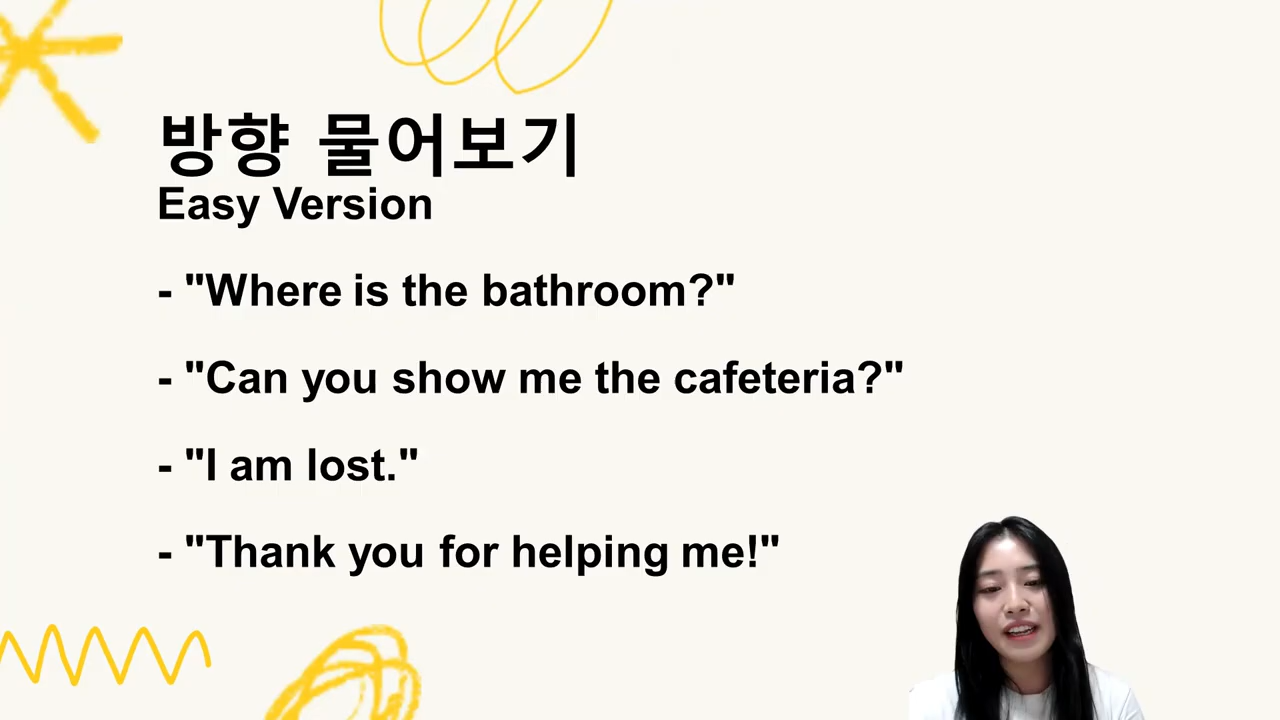 방향 물어보기
Easy Version
- "Where is the bathroom?"
- "Can you show me the cafeteria?"
- "I am lost."
- "Thank you for helping me!"